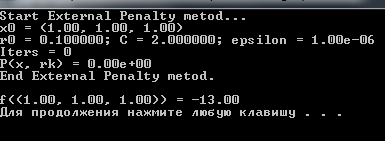 Start External Penalty metod...
x0 = (1.00, 1.00, 1.00)
r0 = 0.100000; C = 2.000000; epsilon = 1.00e-06
Iters = 0
P(x, rk) = 0.00e+00
End External Penalty metod.
f((1.00, 1.00, 1.00)) = -13.00
Для продолжения нажмите любую клавишу . . .